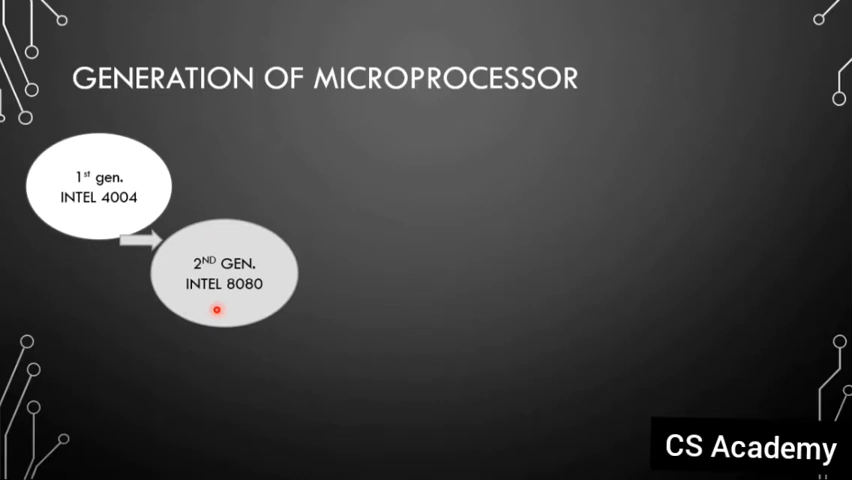 GENERATION OF MICROPROCESSOR
1st gen.
INTEL 4004
2ND GEN.
INTEL 8080
CS Academy